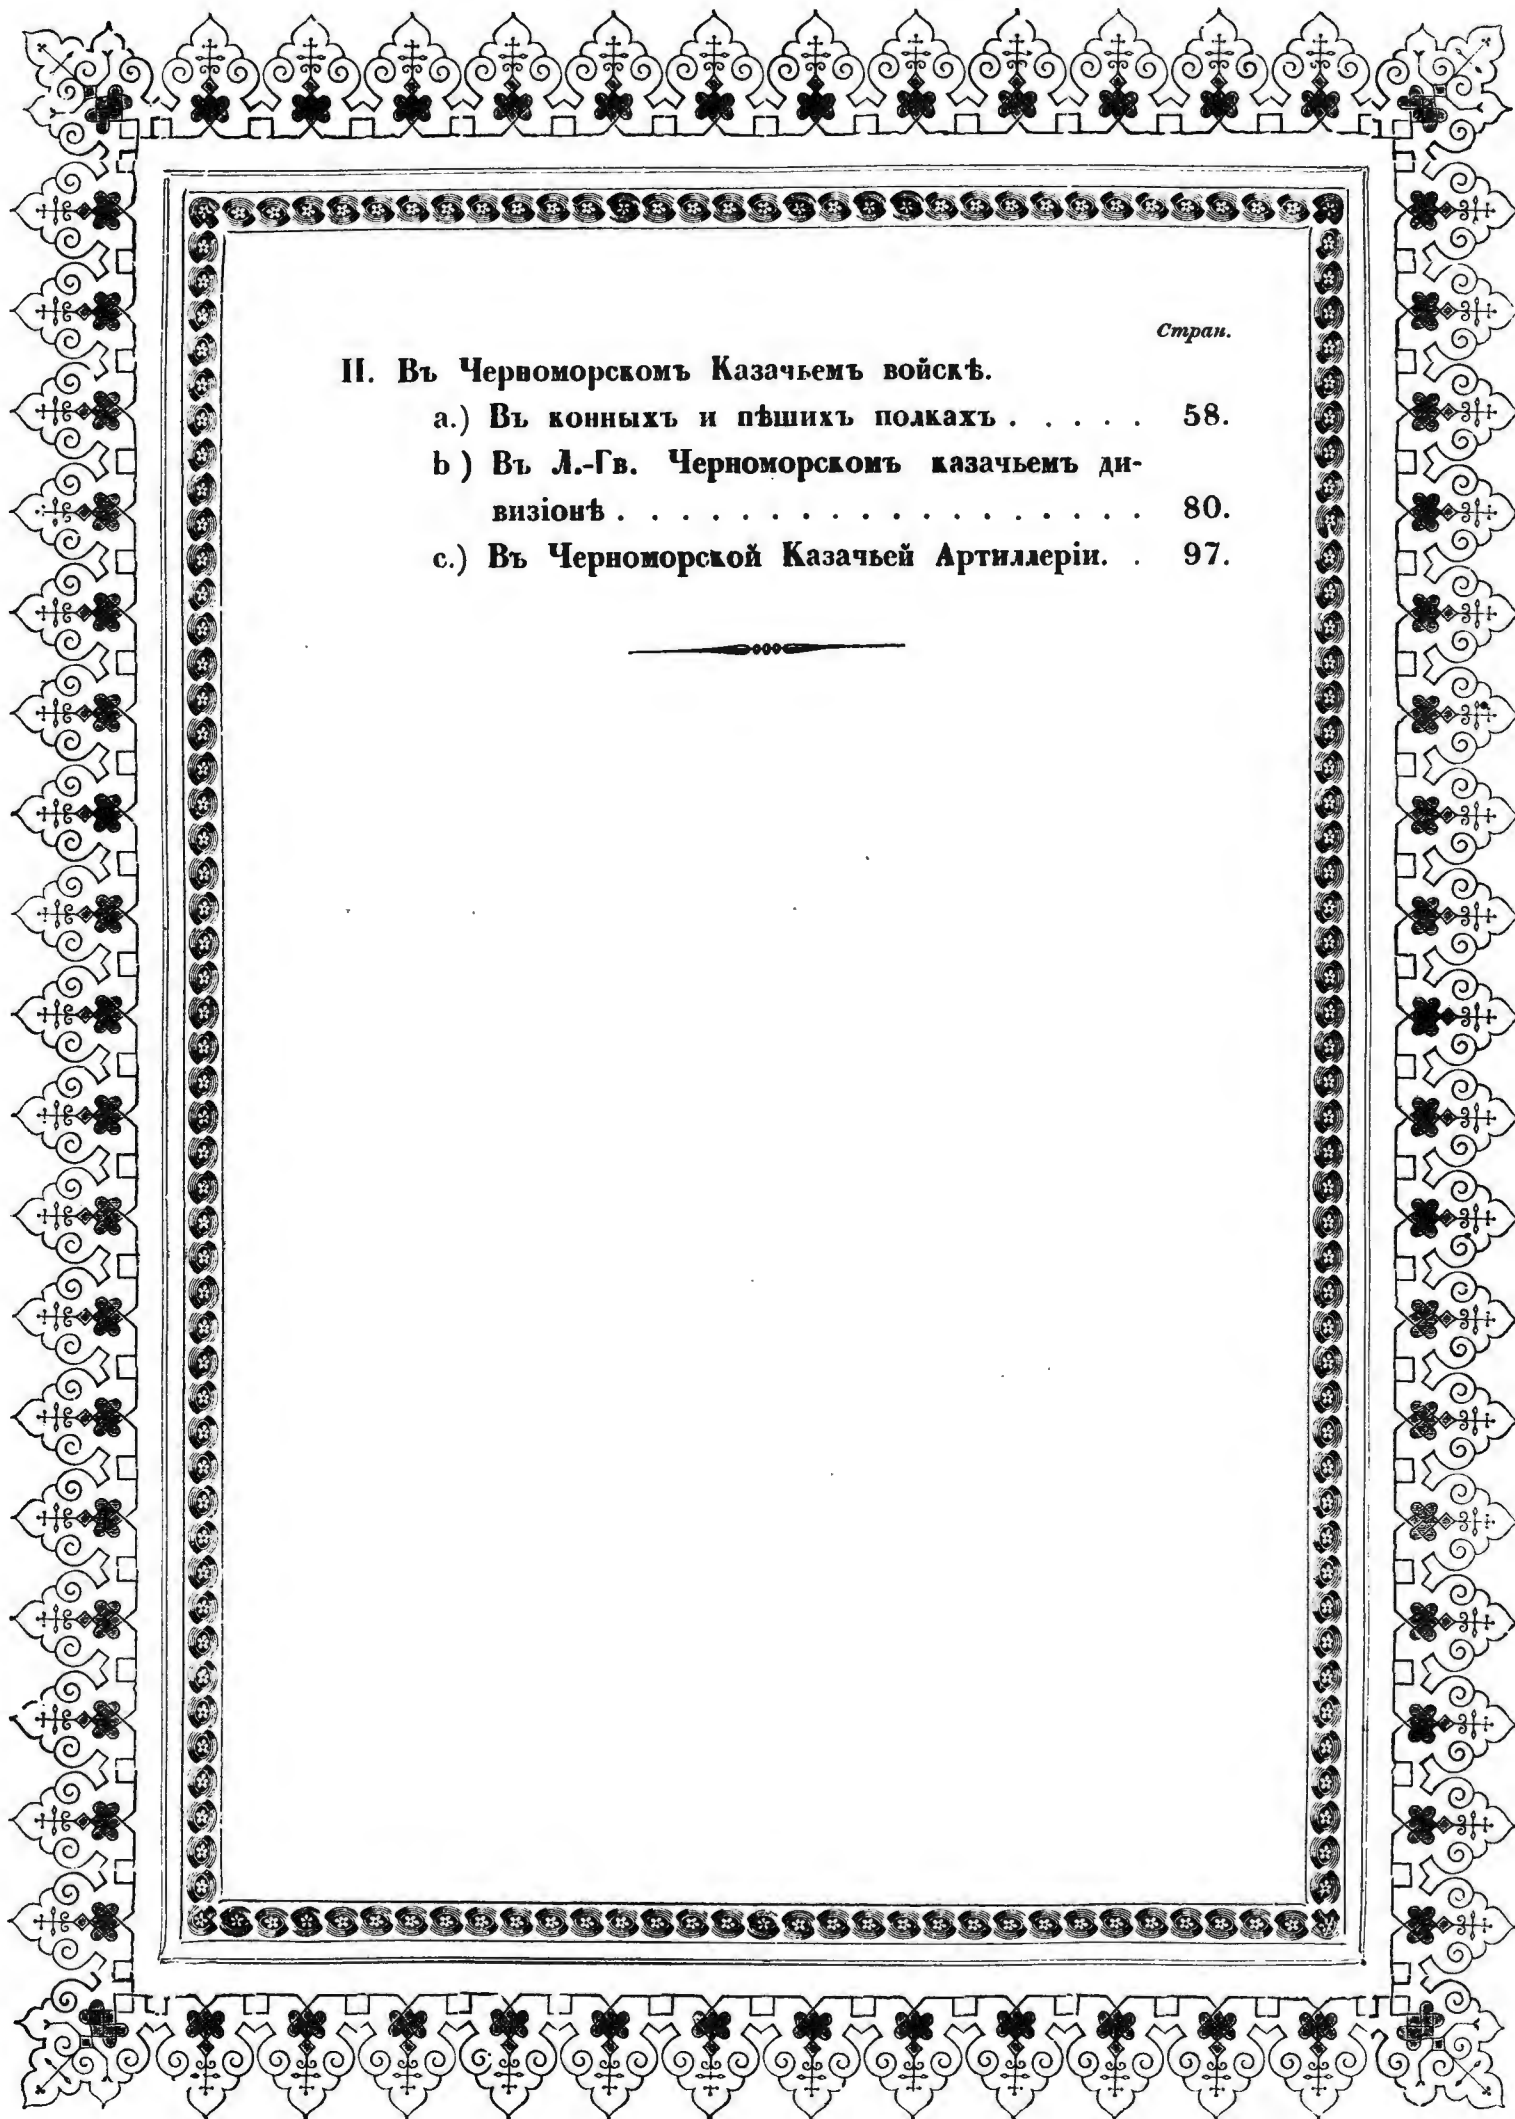 Стран.
II. Въ Черноморскомъ Казачьемъ войскѣ.
a.) Въ конныхъ и пѣшихъ полкахъ . . . . . 58.
b ) Въ Л.-Гв. Черноморскомъ казачьемъ ди-
визіонѣ . . . . . . . . . . . . . . . . . . 80.
c.) Въ Черноморской Казачьей Артиллеріи. . 97.